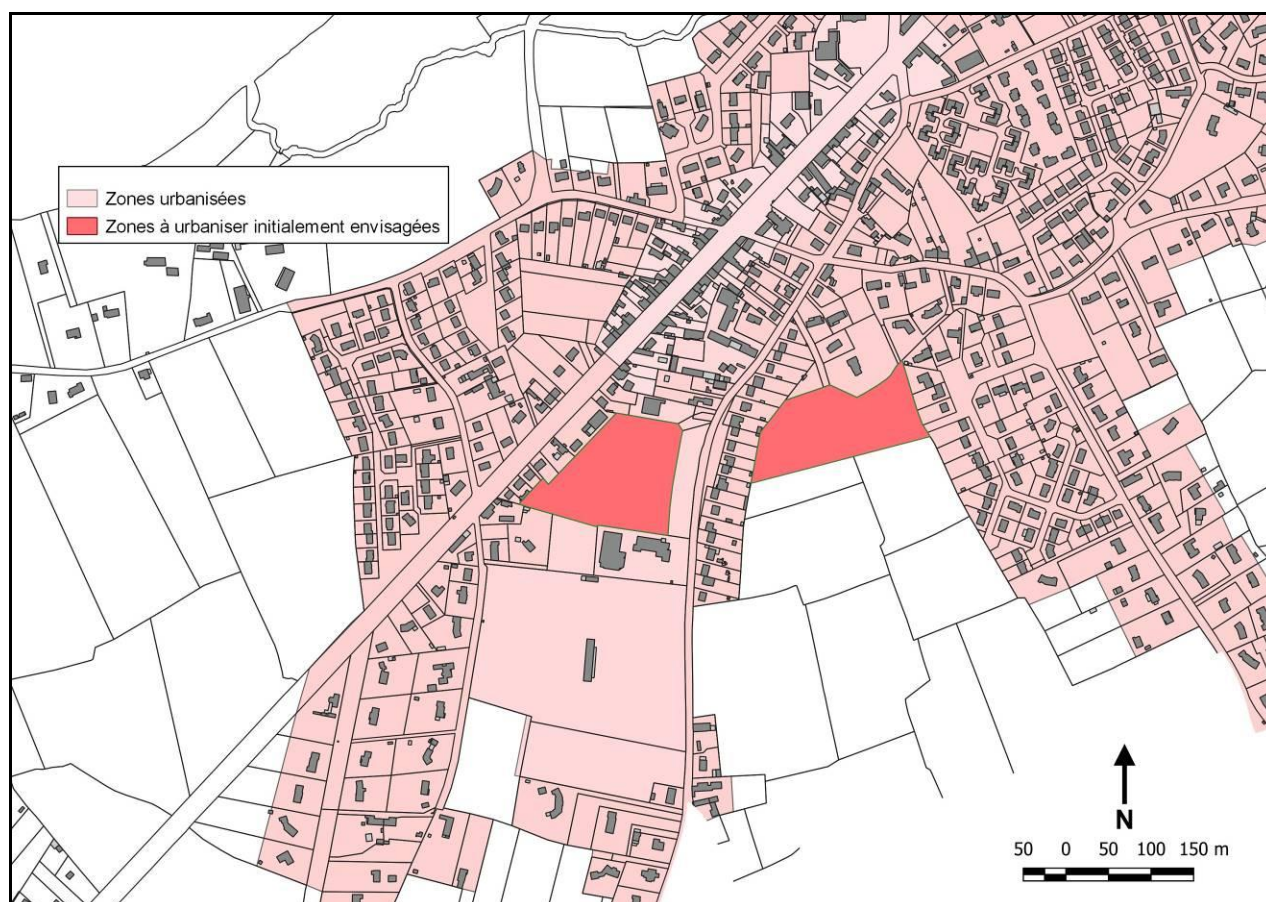 Zones urbanisées
Zones à urbaniser initialement envisagées
N
50 0 50 100 150 m